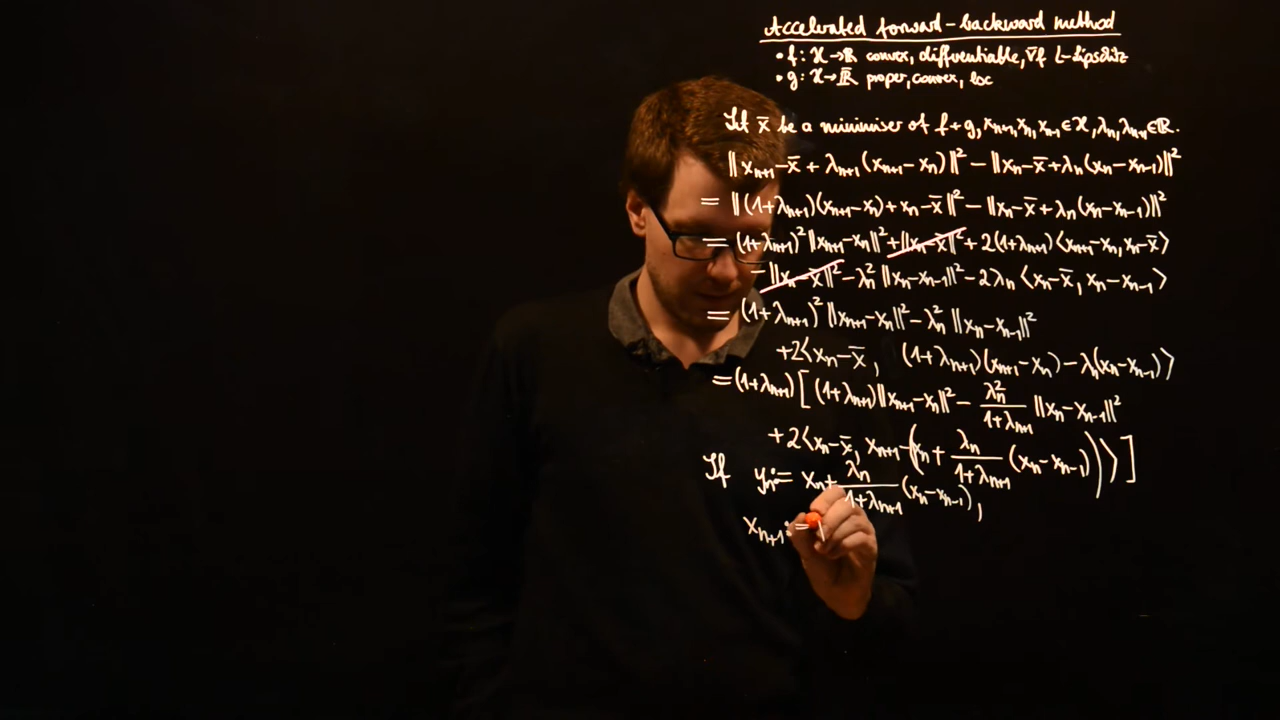 Accelerated forward-backward method
• f: X→R convex, differentiable, ∇f L-Lipschitz
• g: X→R̄ proper, convex, lsc
Let x̄ be a minimiser of f+g, xₙ₊₁, xₙ, xₙ₋₁ ∈ X, λₙ, λₙ₊₁ ∈ R.
‖xₙ₊₁-x̄+λₙ₊₁(xₙ₊₁-xₙ)‖² - ‖xₙ-x̄+λₙ(xₙ-xₙ₋₁)‖²
= ‖(1+λₙ₊₁)(xₙ₊₁-xₙ)+xₙ-x̄‖² - ‖xₙ-x̄+λₙ(xₙ-xₙ₋₁)‖²
= (1+λₙ₊₁)²‖xₙ₊₁-xₙ‖²+‖xₙ-x̄‖²+2(1+λₙ₊₁)⟨xₙ₊₁-xₙ, xₙ-x̄⟩
-‖xₙ-x̄‖²-λₙ²‖xₙ-xₙ₋₁‖²-2λₙ⟨xₙ-x̄, xₙ-xₙ₋₁⟩
= (1+λₙ₊₁)²‖xₙ₊₁-xₙ‖²-λₙ²‖xₙ-xₙ₋₁‖²
+2⟨xₙ-x̄, (1+λₙ₊₁)(xₙ₊₁-xₙ)-λₙ(xₙ-xₙ₋₁)⟩
=(1+λₙ₊₁)[(1+λₙ₊₁)‖xₙ₊₁-xₙ‖²-λₙ²/(1+λₙ₊₁)‖xₙ-xₙ₋₁‖²
+2⟨xₙ-x̄, xₙ₊₁-(xₙ+λₙ/(1+λₙ₊₁)(xₙ-xₙ₋₁))⟩]
If yₙ:= xₙ+λₙ/(1+λₙ₊₁)(xₙ-xₙ₋₁),
xₙ₊₁:=